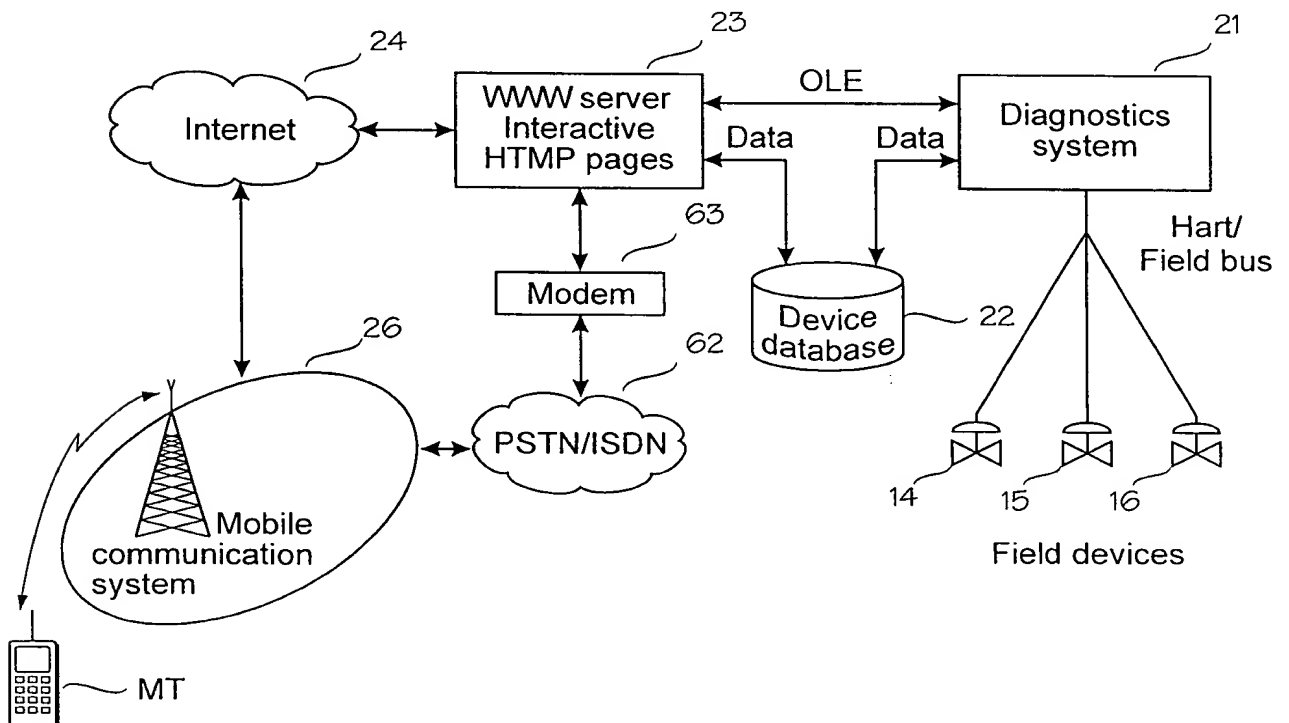 24
23
21
Internet
WWW server
Interactive
HTMP pages
OLE
Data
Data
Diagnostics
system
63
Modem
Hart/
Field bus
Device
database
22
26
62
PSTN/ISDN
Mobile
communication
system
14
15
16
Field devices
MT